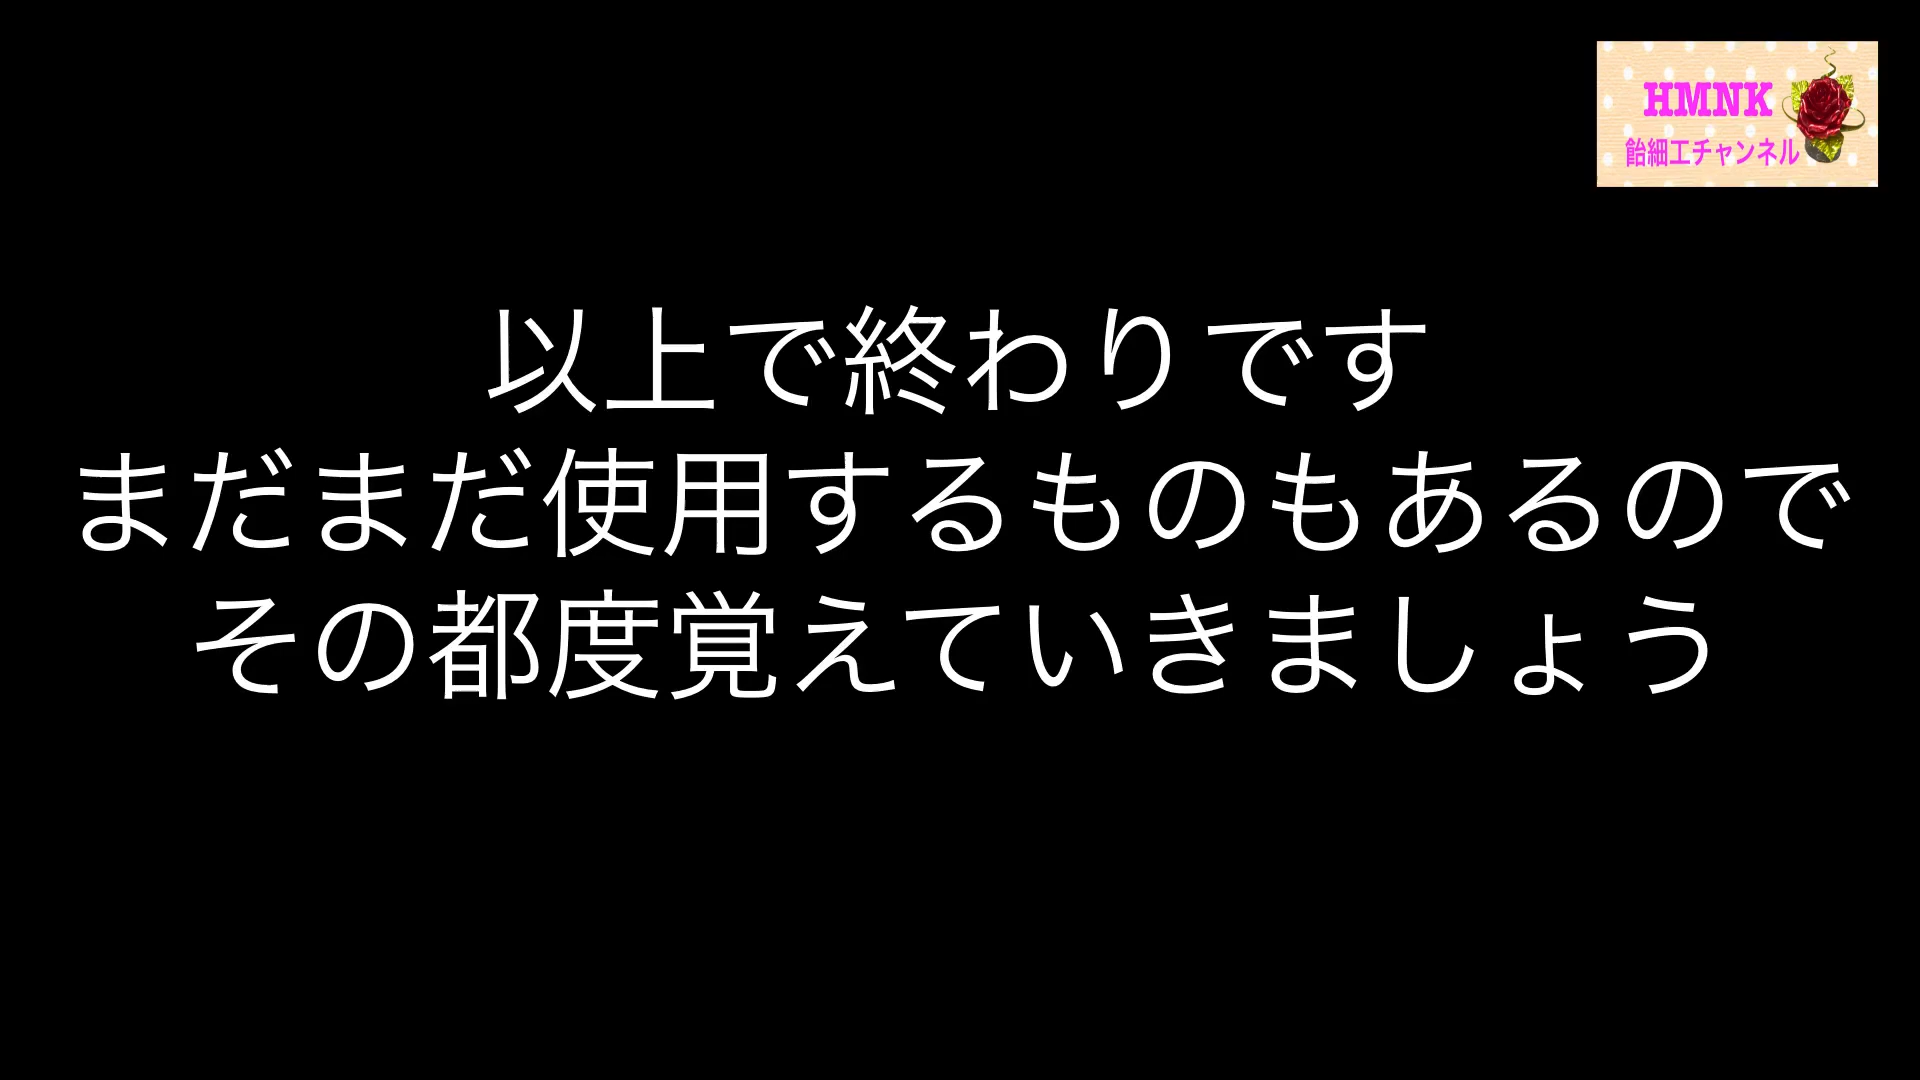 HMNK
飴細工チャンネル
以上で終わりです
まだまだ使用するものもあるので
その都度覚えていきましょう